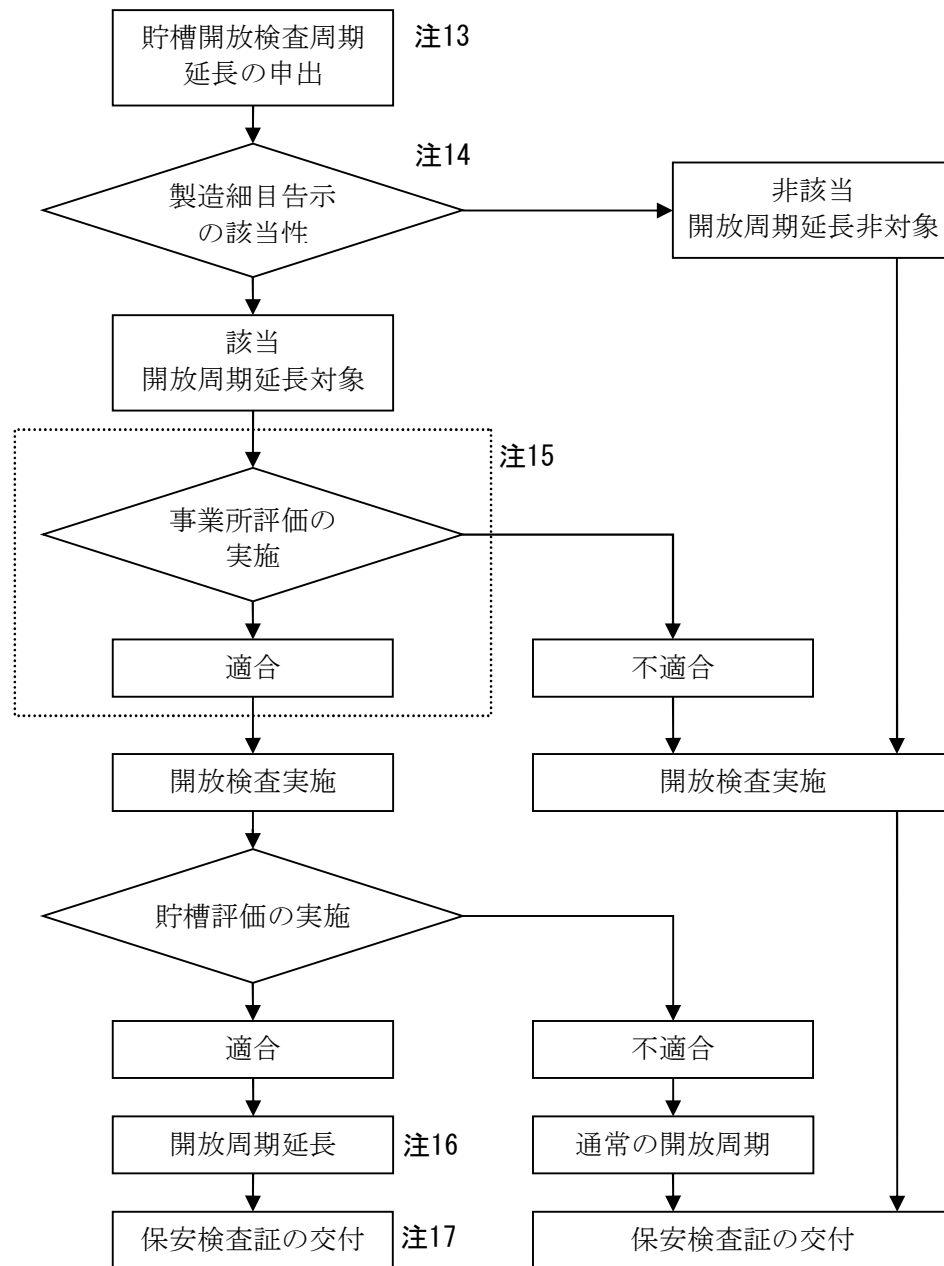 貯槽開放検査周期
延長の申出
注13
注14
製造細目告示
の該当性
非該当
開放周期延長非対象
該当
開放周期延長対象
注15
事業所評価の
実施
適合
不適合
開放検査実施
開放検査実施
貯槽評価の実施
適合
不適合
開放周期延長
注16
通常の開放周期
保安検査証の交付
注17
保安検査証の交付